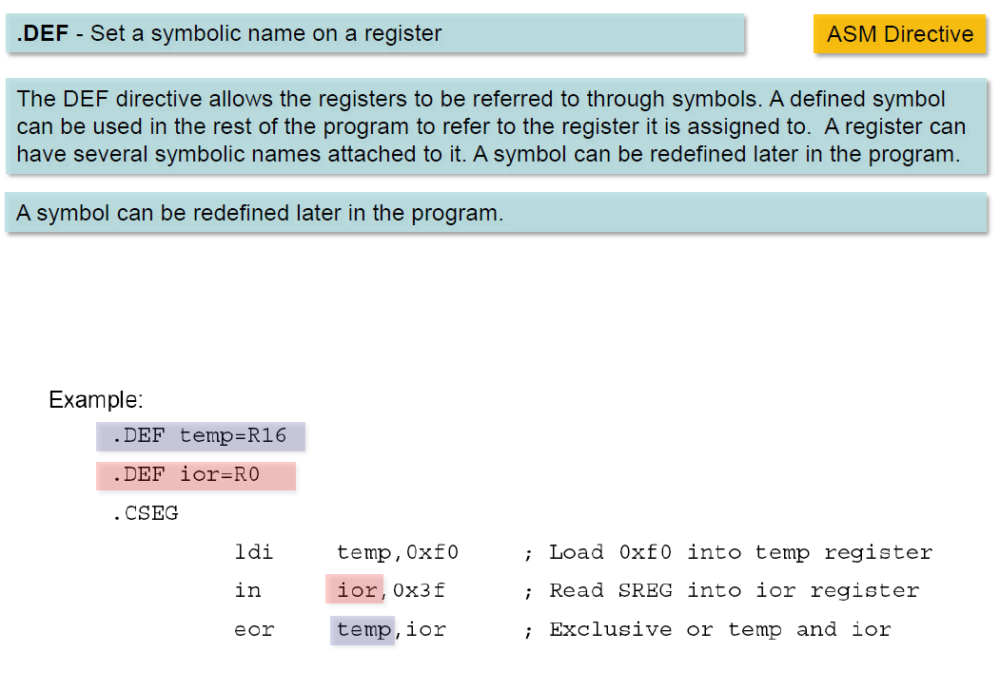 .DEF - Set a symbolic name on a register
ASM Directive
The DEF directive allows the registers to be referred to through symbols. A defined symbol
can be used in the rest of the program to refer to the register it is assigned to.  A register can
have several symbolic names attached to it. A symbol can be redefined later in the program.
A symbol can be redefined later in the program.
Example:
.DEF temp=R16
.DEF ior=R0
.CSEG
ldi temp,0xf0 ; Load 0xf0 into temp register
in ior,0x3f ; Read SREG into ior register
eor temp,ior ; Exclusive or temp and ior